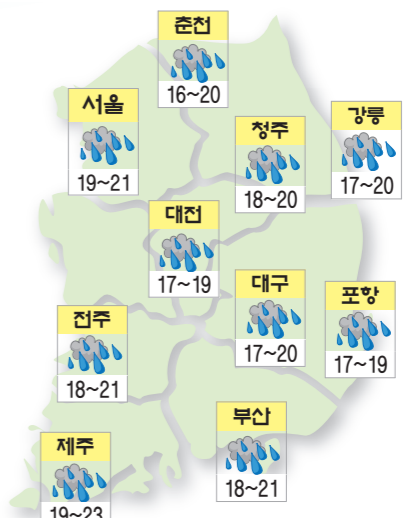 춘천
16~20
서울
19~21
강릉
17~20
청주
18~20
대전
17~19
대구
17~20
포항
17~19
전주
18~21
부산
18~21
제주
19~23